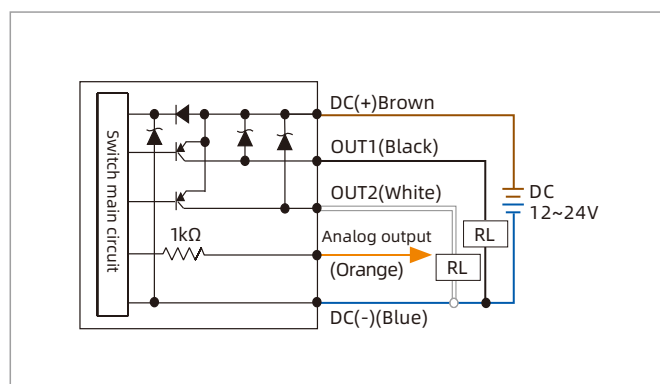 DC(+)Brown
OUT1(Black)
OUT2(White)
Analog output
(Orange)
DC(-)(Blue)
Switch main circuit
1kΩ
RL
RL
DC
12~24V